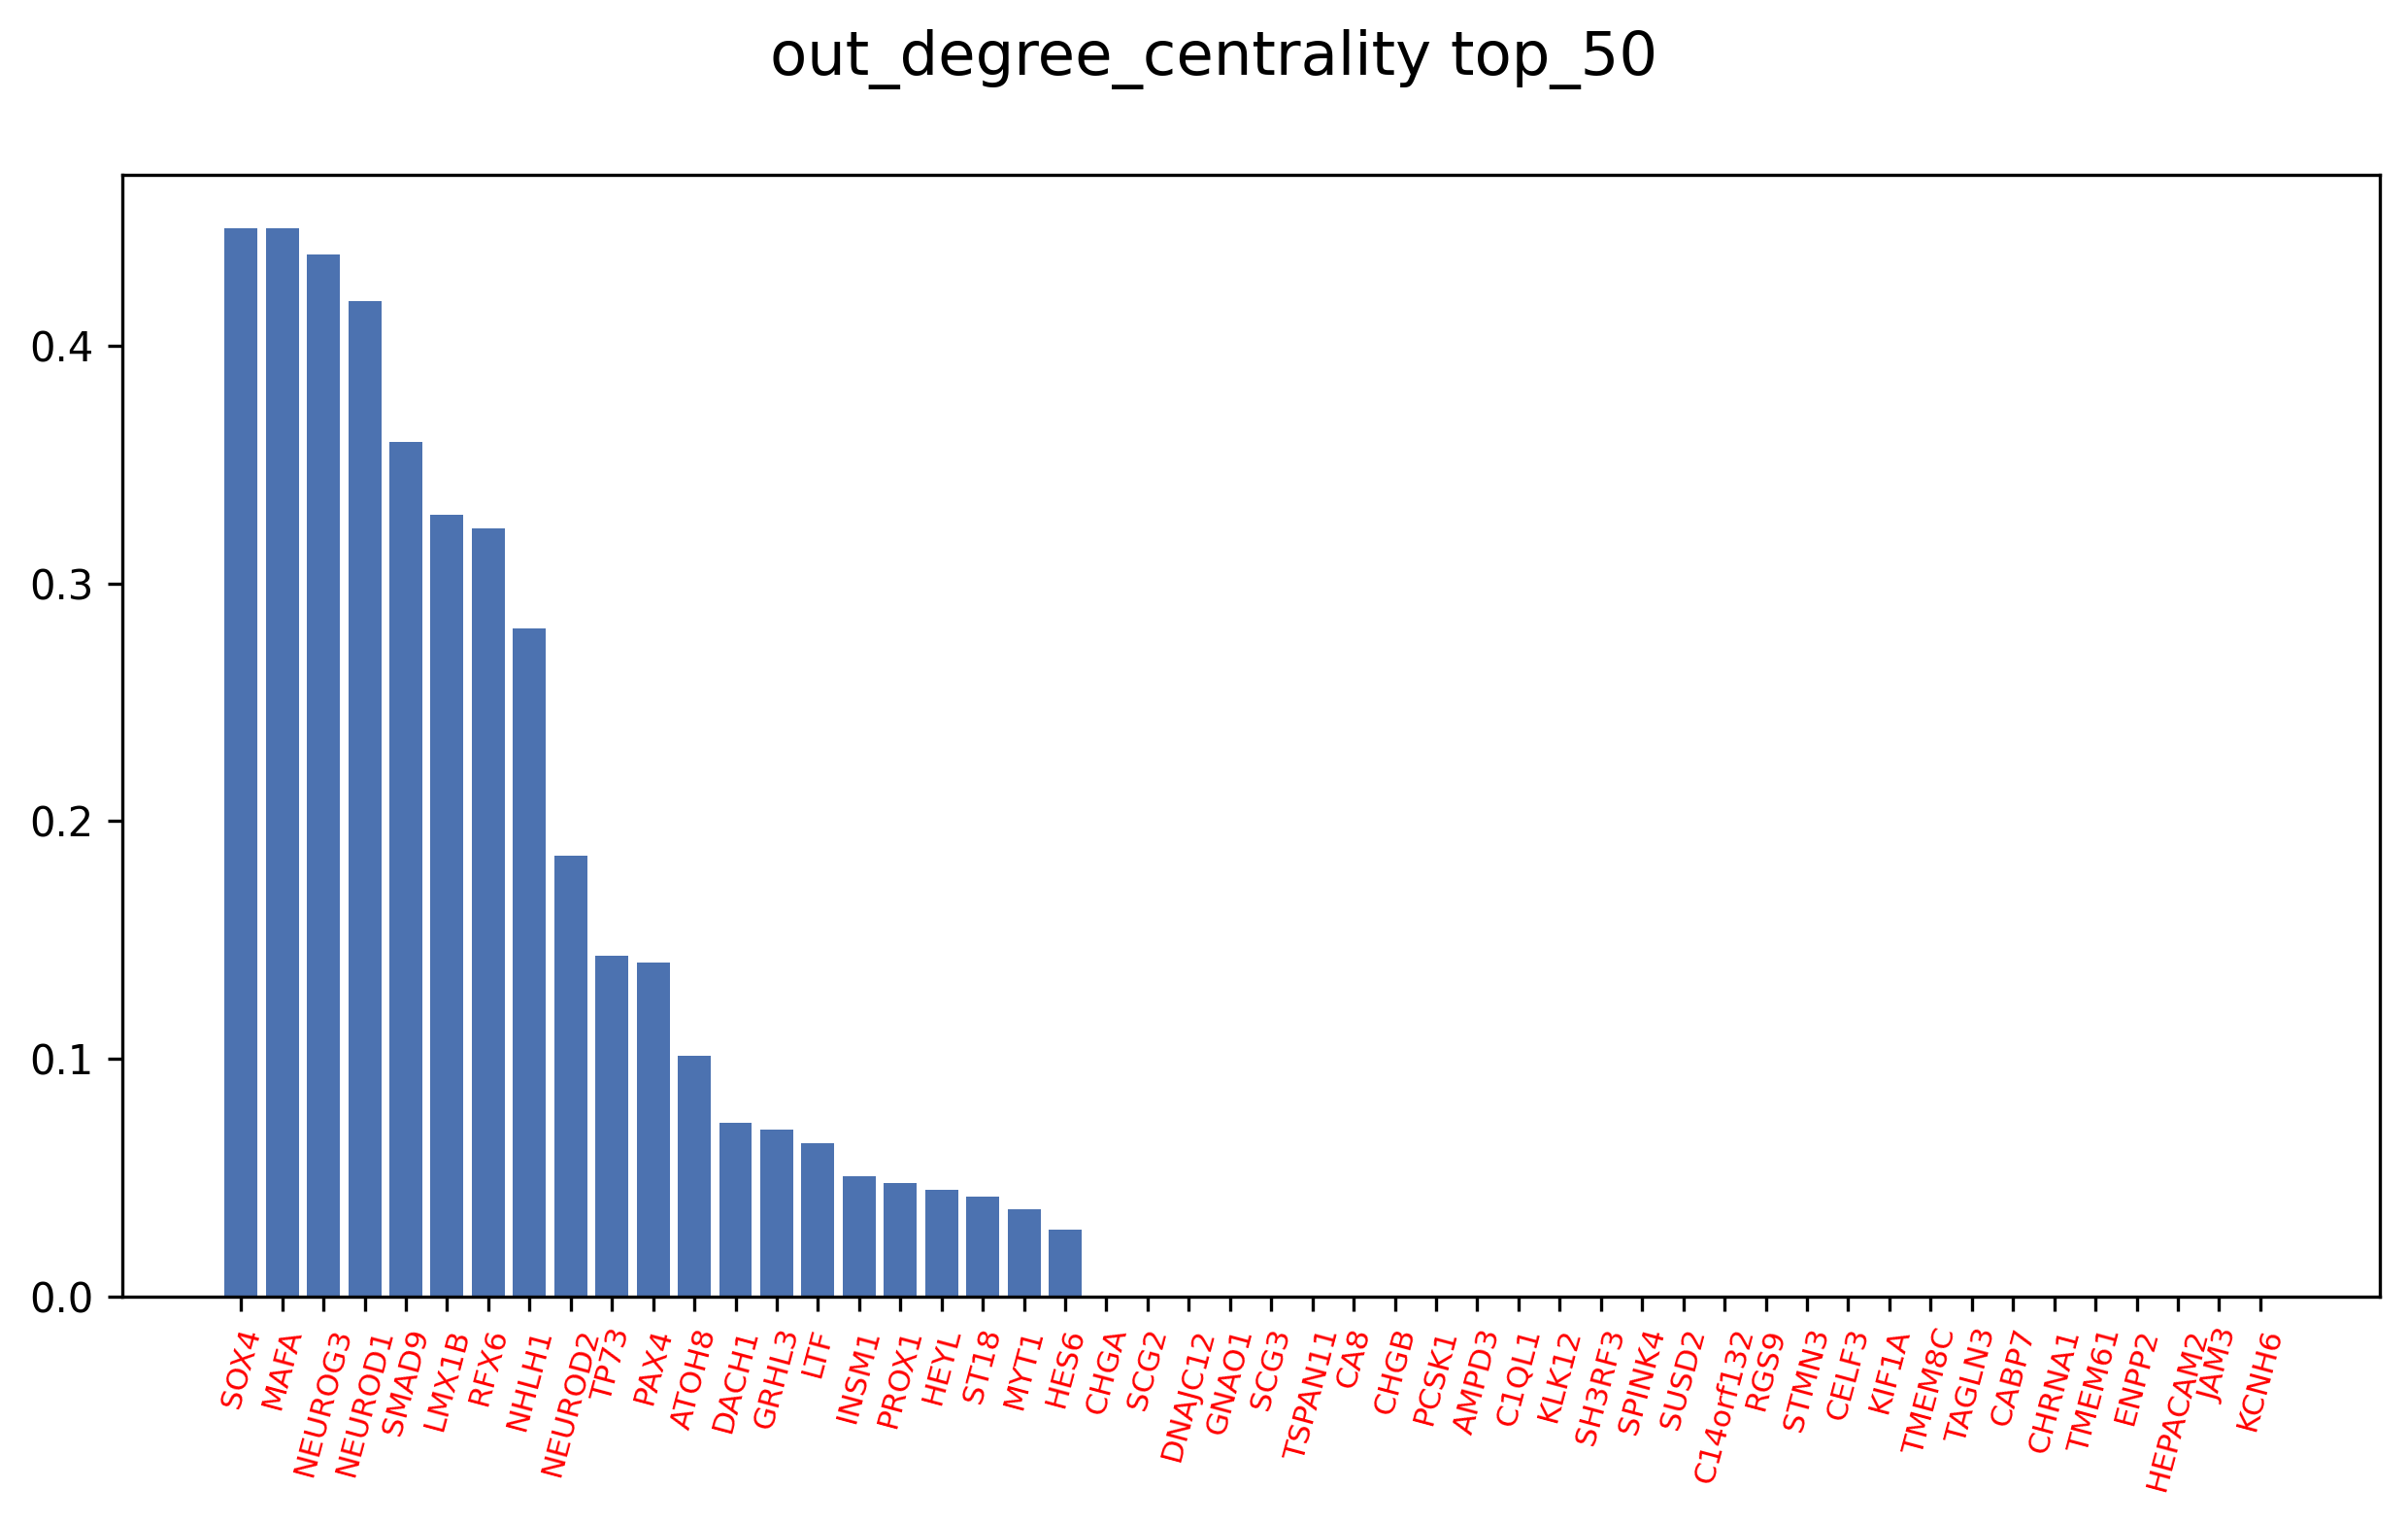 out_degree_centrality top_50
0.4
0.3
0.2
0.1
0.0
SOX4
MAFA
NEUROG3
NEUROD1
SMAD9
LMX1B
RFX6
NHLH1
NEUROD2
TP73
PAX4
ATOH8
DACH1
GRHL3
LTF
INSM1
PROX1
HEYL
ST18
MYT1
HES6
CHGA
SCG2
DNAJC12
GNAO1
SCG3
TSPAN11
CA8
CHGB
PCSK1
AMPD3
C1QL1
KLK12
SH3RF3
SPINK4
SUSD2
C14orf132
RGS9
STMN3
CELF3
KIF1A
TMEM8C
TAGLN3
CABP7
CHRNA1
TMEM61
ENPP2
HEPACAM2
JAM3
KCNH6